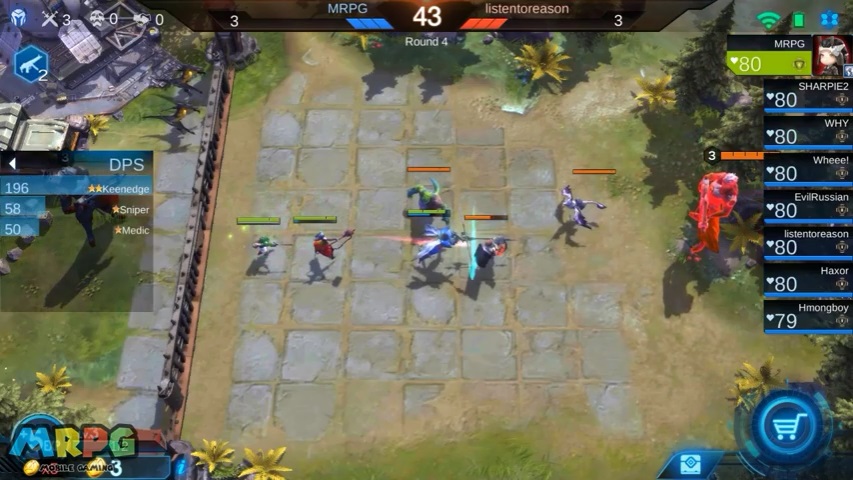 3
0
0
MRPG
43
listentoreason
3
3
Round 4
2
MRPG
80
SHARPIE2
80
WHY
80
Wheee!
80
EvilRussian
80
listentoreason
80
Haxor
80
Hmongboy
79
3
3
DPS
196 Keenedge
58 Sniper
50 Medic
MRPG
MOBILE GAMING
3